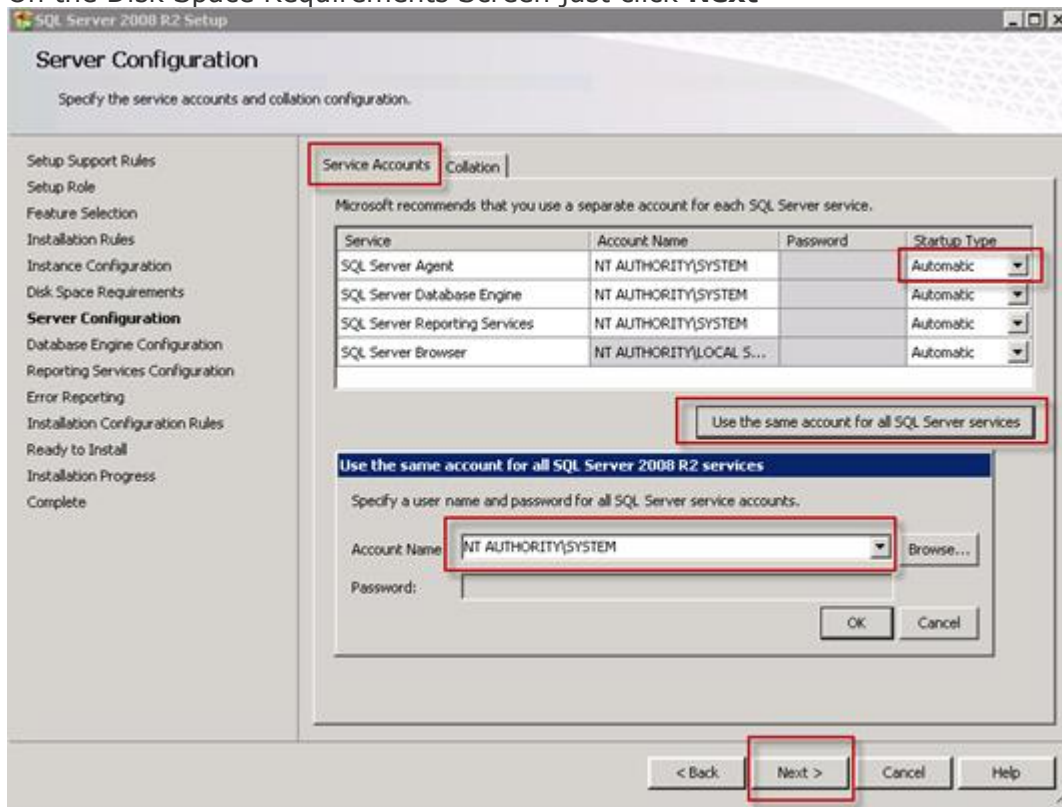 On the Disk Space Requirements Screen just click Next
SQL Server 2008 R2 Setup
Server Configuration
Specify the service accounts and collation configuration.
Setup Support Rules
Setup Role
Feature Selection
Installation Rules
Instance Configuration
Disk Space Requirements
Server Configuration
Database Engine Configuration
Reporting Services Configuration
Error Reporting
Installation Configuration Rules
Ready to Install
Installation Progress
Complete
Service Accounts Collation
Microsoft recommends that you use a separate account for each SQL Server service.
Service Account Name Password Startup Type
SQL Server Agent NT AUTHORITY\SYSTEM Automatic
SQL Server Database Engine NT AUTHORITY\SYSTEM Automatic
SQL Server Reporting Services NT AUTHORITY\SYSTEM Automatic
SQL Server Browser NT AUTHORITY\LOCAL S... Automatic
Use the same account for all SQL Server services
Use the same account for all SQL Server 2008 R2 services
Specify a user name and password for all SQL Server service accounts.
Account Name NT AUTHORITY\SYSTEM Browse...
Password:
OK Cancel
< Back Next > Cancel Help